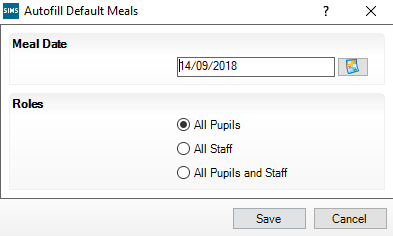 SIMS Autofill Default Meals ?
Meal Date
14/09/2018
Roles
All Pupils
All Staff
All Pupils and Staff
Save Cancel